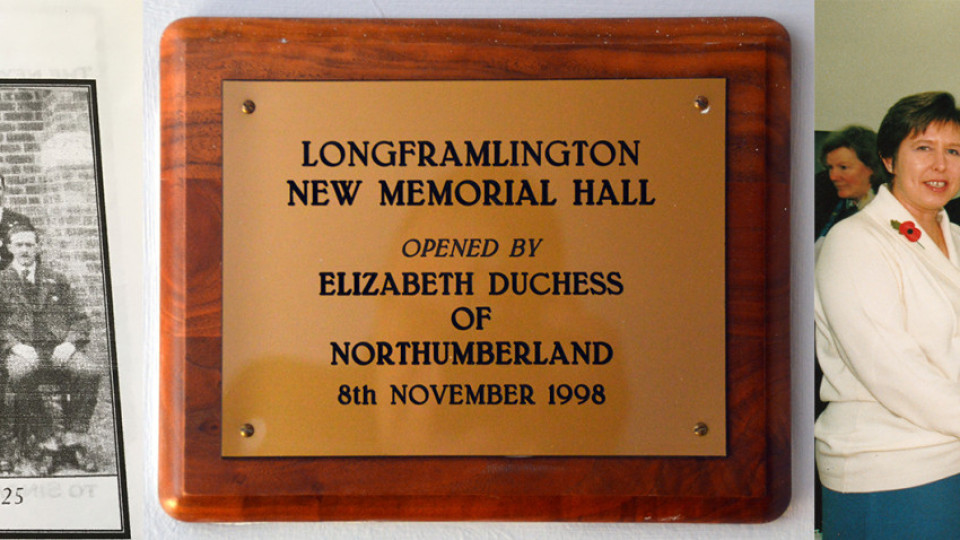 LONGFRAMLINGTON
NEW MEMORIAL HALL
OPENED BY
ELIZABETH DUCHESS
OF
NORTHUMBERLAND
8th NOVEMBER 1998
25